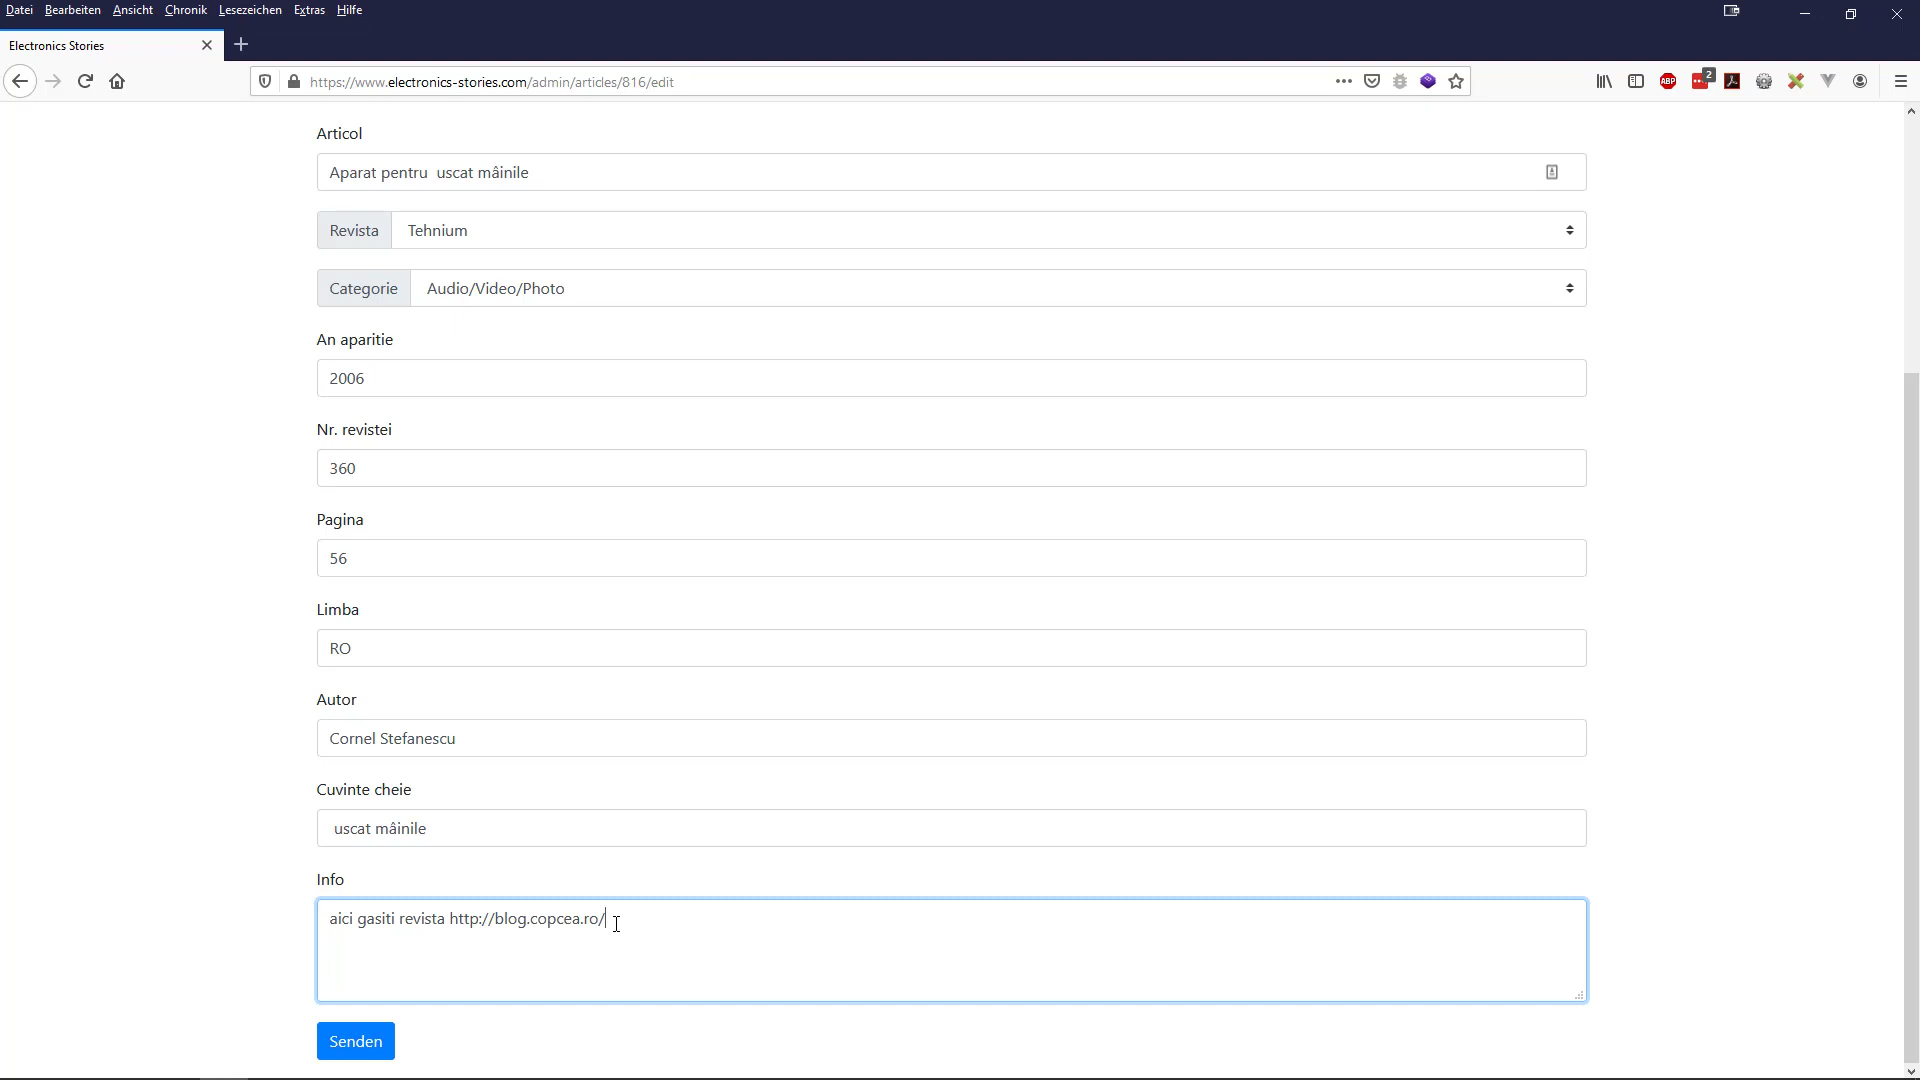 Datei Bearbeiten Ansicht Chronik Lesezeichen Extras Hilfe
Electronics Stories
https://www.electronics-stories.com/admin/articles/816/edit
ABP
2
Articol
Aparat pentru  uscat mâinile
Revista Tehnium
Categorie Audio/Video/Photo
An aparitie
2006
Nr. revistei
360
Pagina
56
Limba
RO
Autor
Cornel Stefanescu
Cuvinte cheie
uscat mâinile
Info
aici gasiti revista http://blog.copcea.ro/
Senden